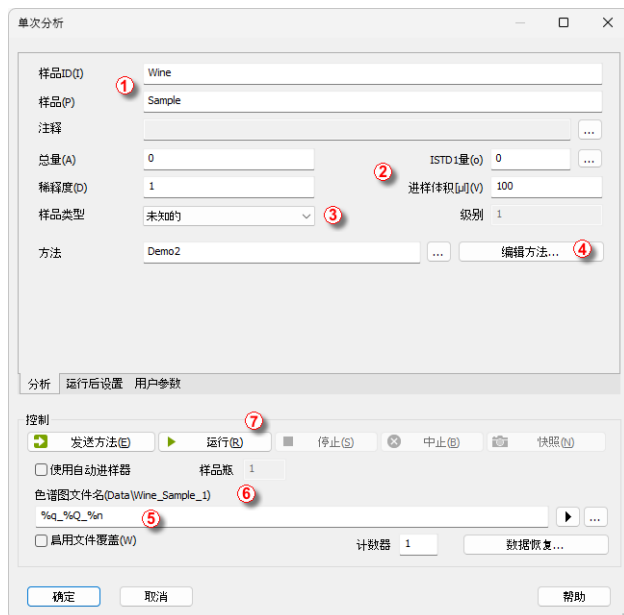 单次分析
样品ID(I) Wine
①
样品(P) Sample
注释 ...
总量(A) 0 ISTD1量(o) 0 ...
②
稀释度(D) 1 进样体积[µl](V) 100
样品类型 未知的 ③ 级别 1
方法 Demo2 ... 编辑方法... ④
分析 运行后设置 用户参数
控制 ⑦
发送方法(E) 运行(R) 停止(S) 中止(B) 快照(N)
使用自动进样器 样品瓶 1
色谱图文件名(Data\Wine_Sample_1) ⑥
%q_%Q_%n ⑤ ...
启用文件覆盖(W) 计数器 1 数据恢复...
确定 取消 帮助